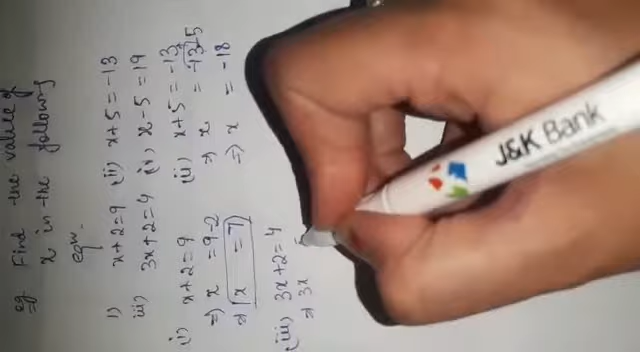 eg Find the value of
x in the following
eqn.
i) x+2=9 (ii) x+5=-13
iii) 3x+2=4 (iv) x-5=19
(i) x+2=9
=> x =9-2
=> x =7
(ii) x+5=-13
=> x = -13-5
=> x = -18
(iii) 3x+2=4
=> 3x
J&K Bank